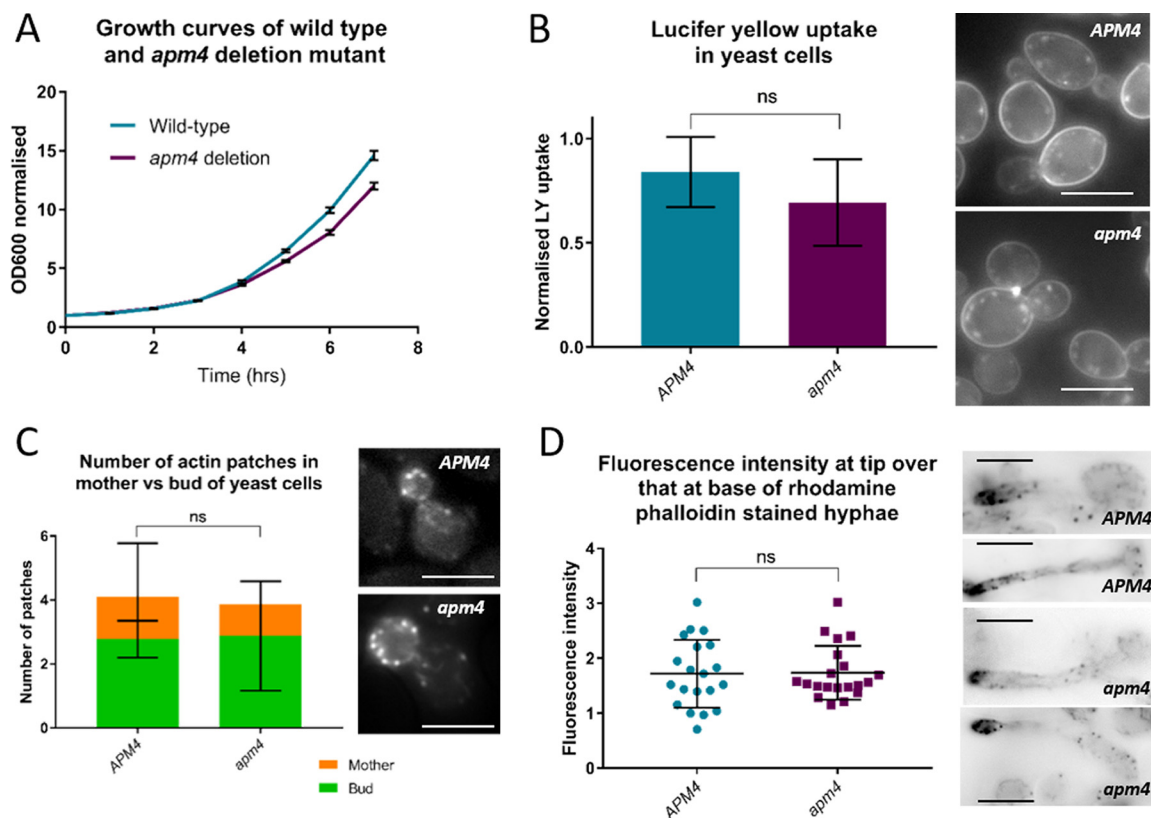 A
Growth curves of wild type
and apm4 deletion mutant
20
15
10
5
0
OD600 normalised
Wild-type
apm4 deletion
0 2 4 6 8
Time (hrs)
B
Lucifer yellow uptake
in yeast cells
ns
1.0
0.5
0.0
Normalised LY uptake
APM4 apm4
APM4
apm4
C
Number of actin patches in
mother vs bud of yeast cells
ns
6
4
2
0
Number of patches
APM4 apm4
Mother
Bud
APM4
apm4
D
Fluorescence intensity at tip over
that at base of rhodamine
phalloidin stained hyphae
ns
4
3
2
1
0
Fluorescence intensity
APM4 apm4
APM4
APM4
apm4
apm4